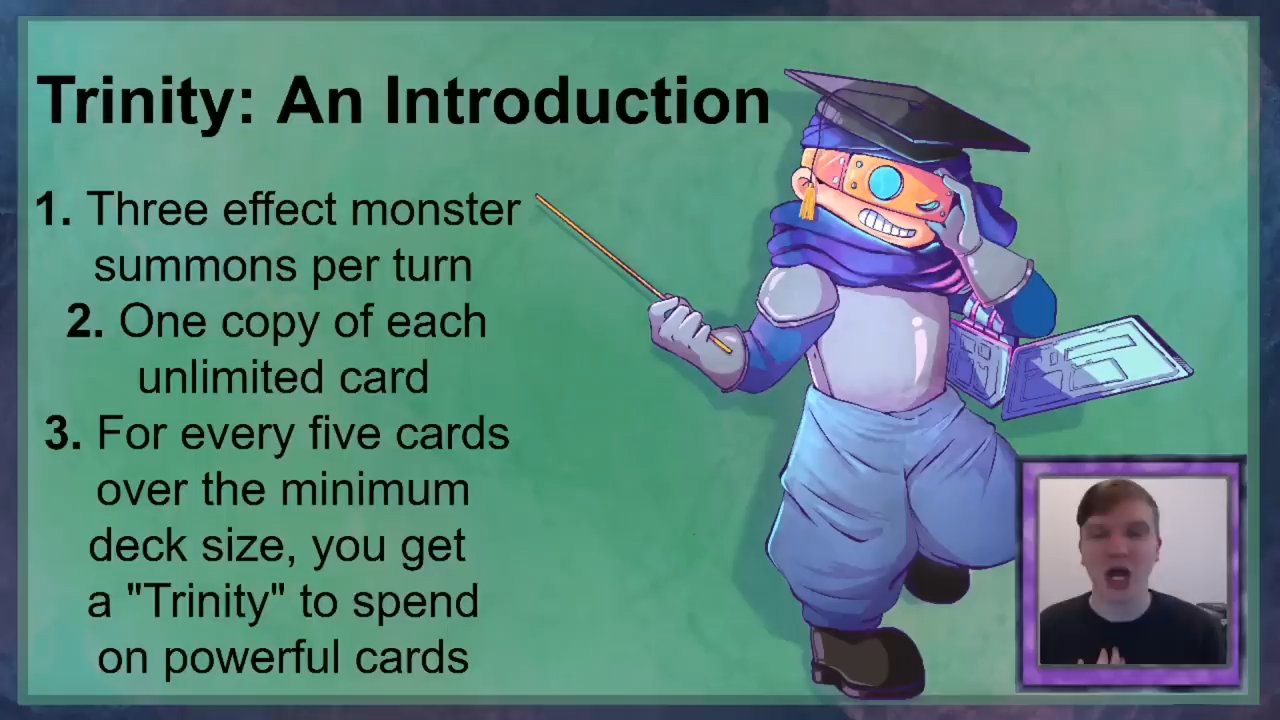 Trinity: An Introduction
1. Three effect monster
summons per turn
2. One copy of each
unlimited card
3. For every five cards
over the minimum
deck size, you get
a "Trinity" to spend
on powerful cards